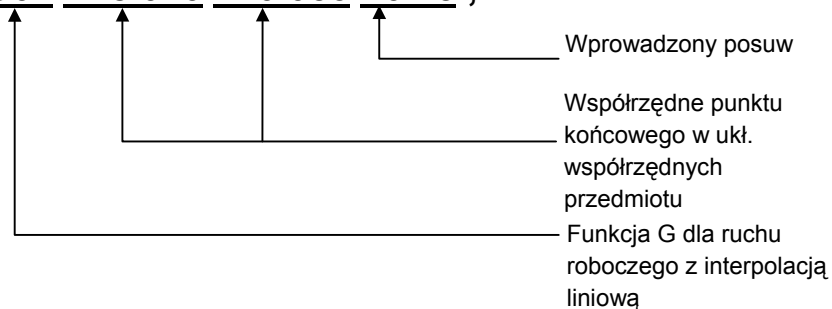 Wprowadzony posuw
Współrzędne punktu
końcowego w ukł.
współrzędnych
przedmiotu
Funkcja G dla ruchu
roboczego z interpolacją
liniową